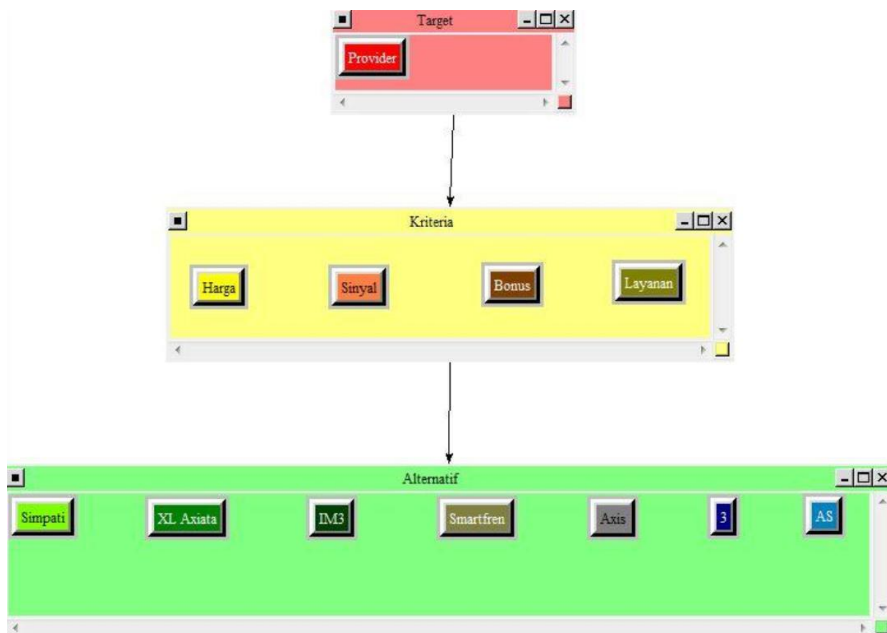 Target
Provider
Kriteria
Harga
Sinyal
Bonus
Layanan
Alternatif
Simpati
XL Axiata
IM3
Smartfren
Axis
3
AS